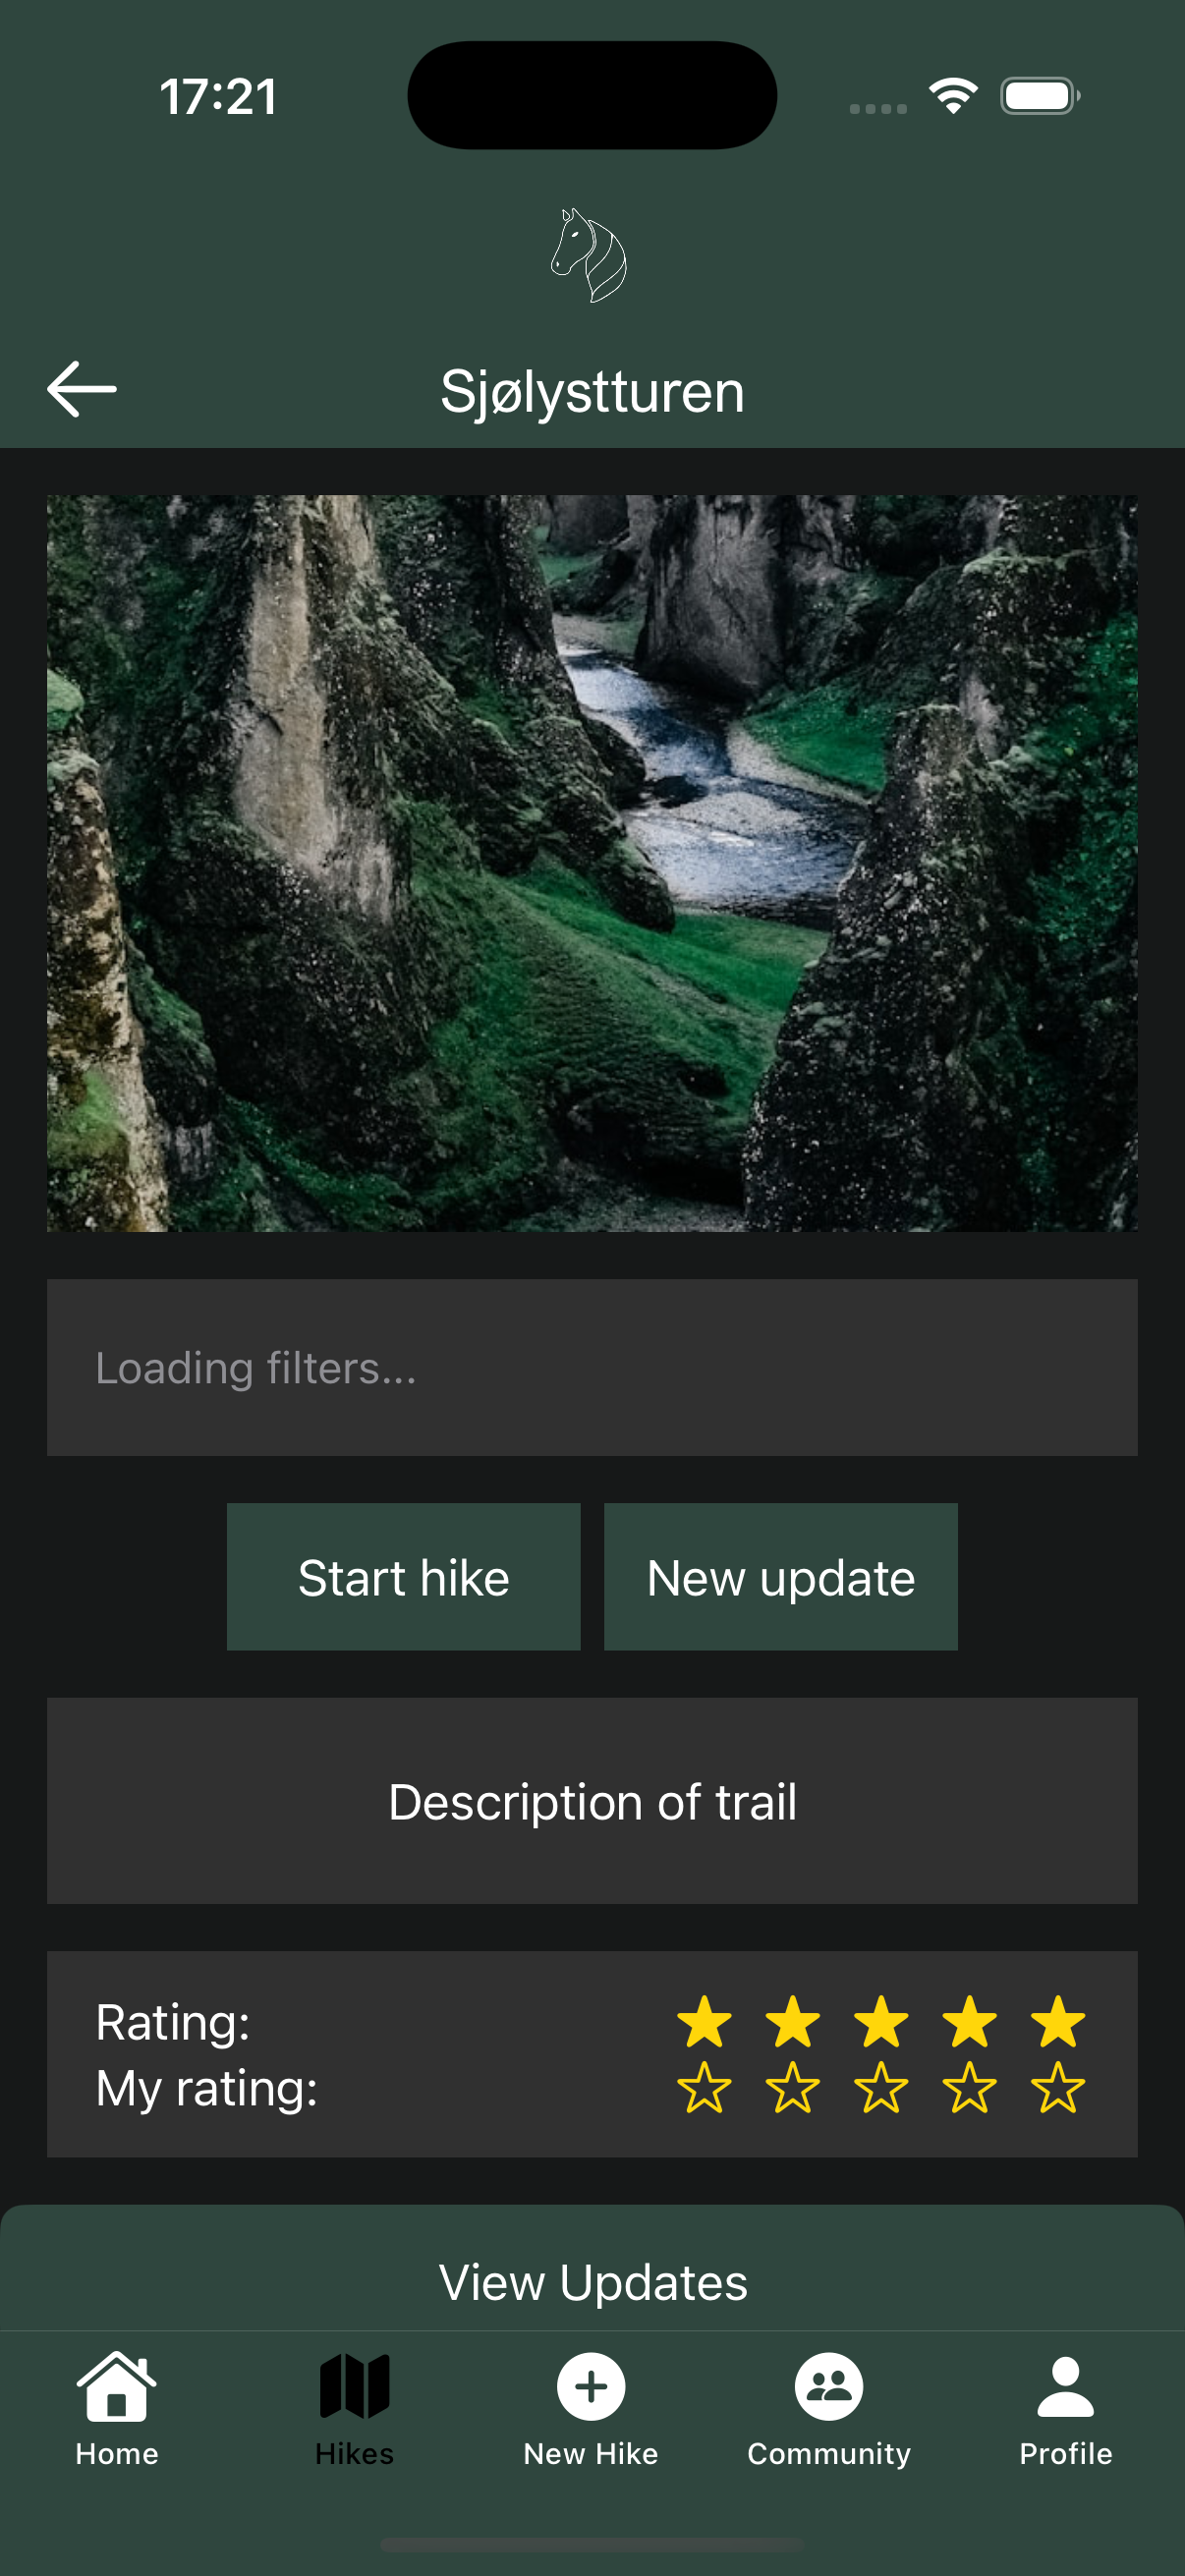 17:21
Sjølystturen
Loading filters...
Start hike
New update
Description of trail
Rating:
My rating:
View Updates
Home
Hikes
New Hike
Community
Profile